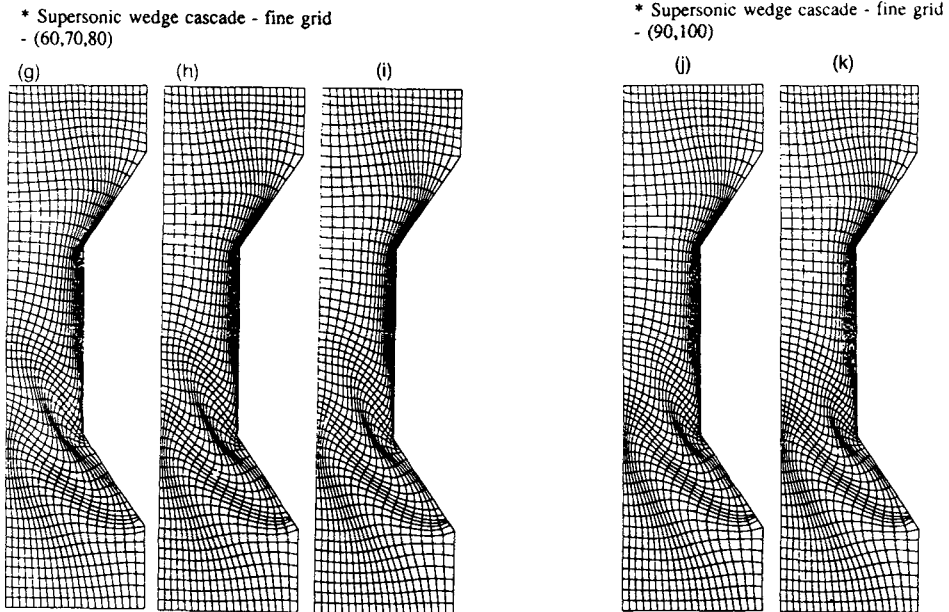 * Supersonic wedge cascade - fine grid
- (60,70,80)
(g) (h) (i)
* Supersonic wedge cascade - fine grid
- (90,100)
(j) (k)